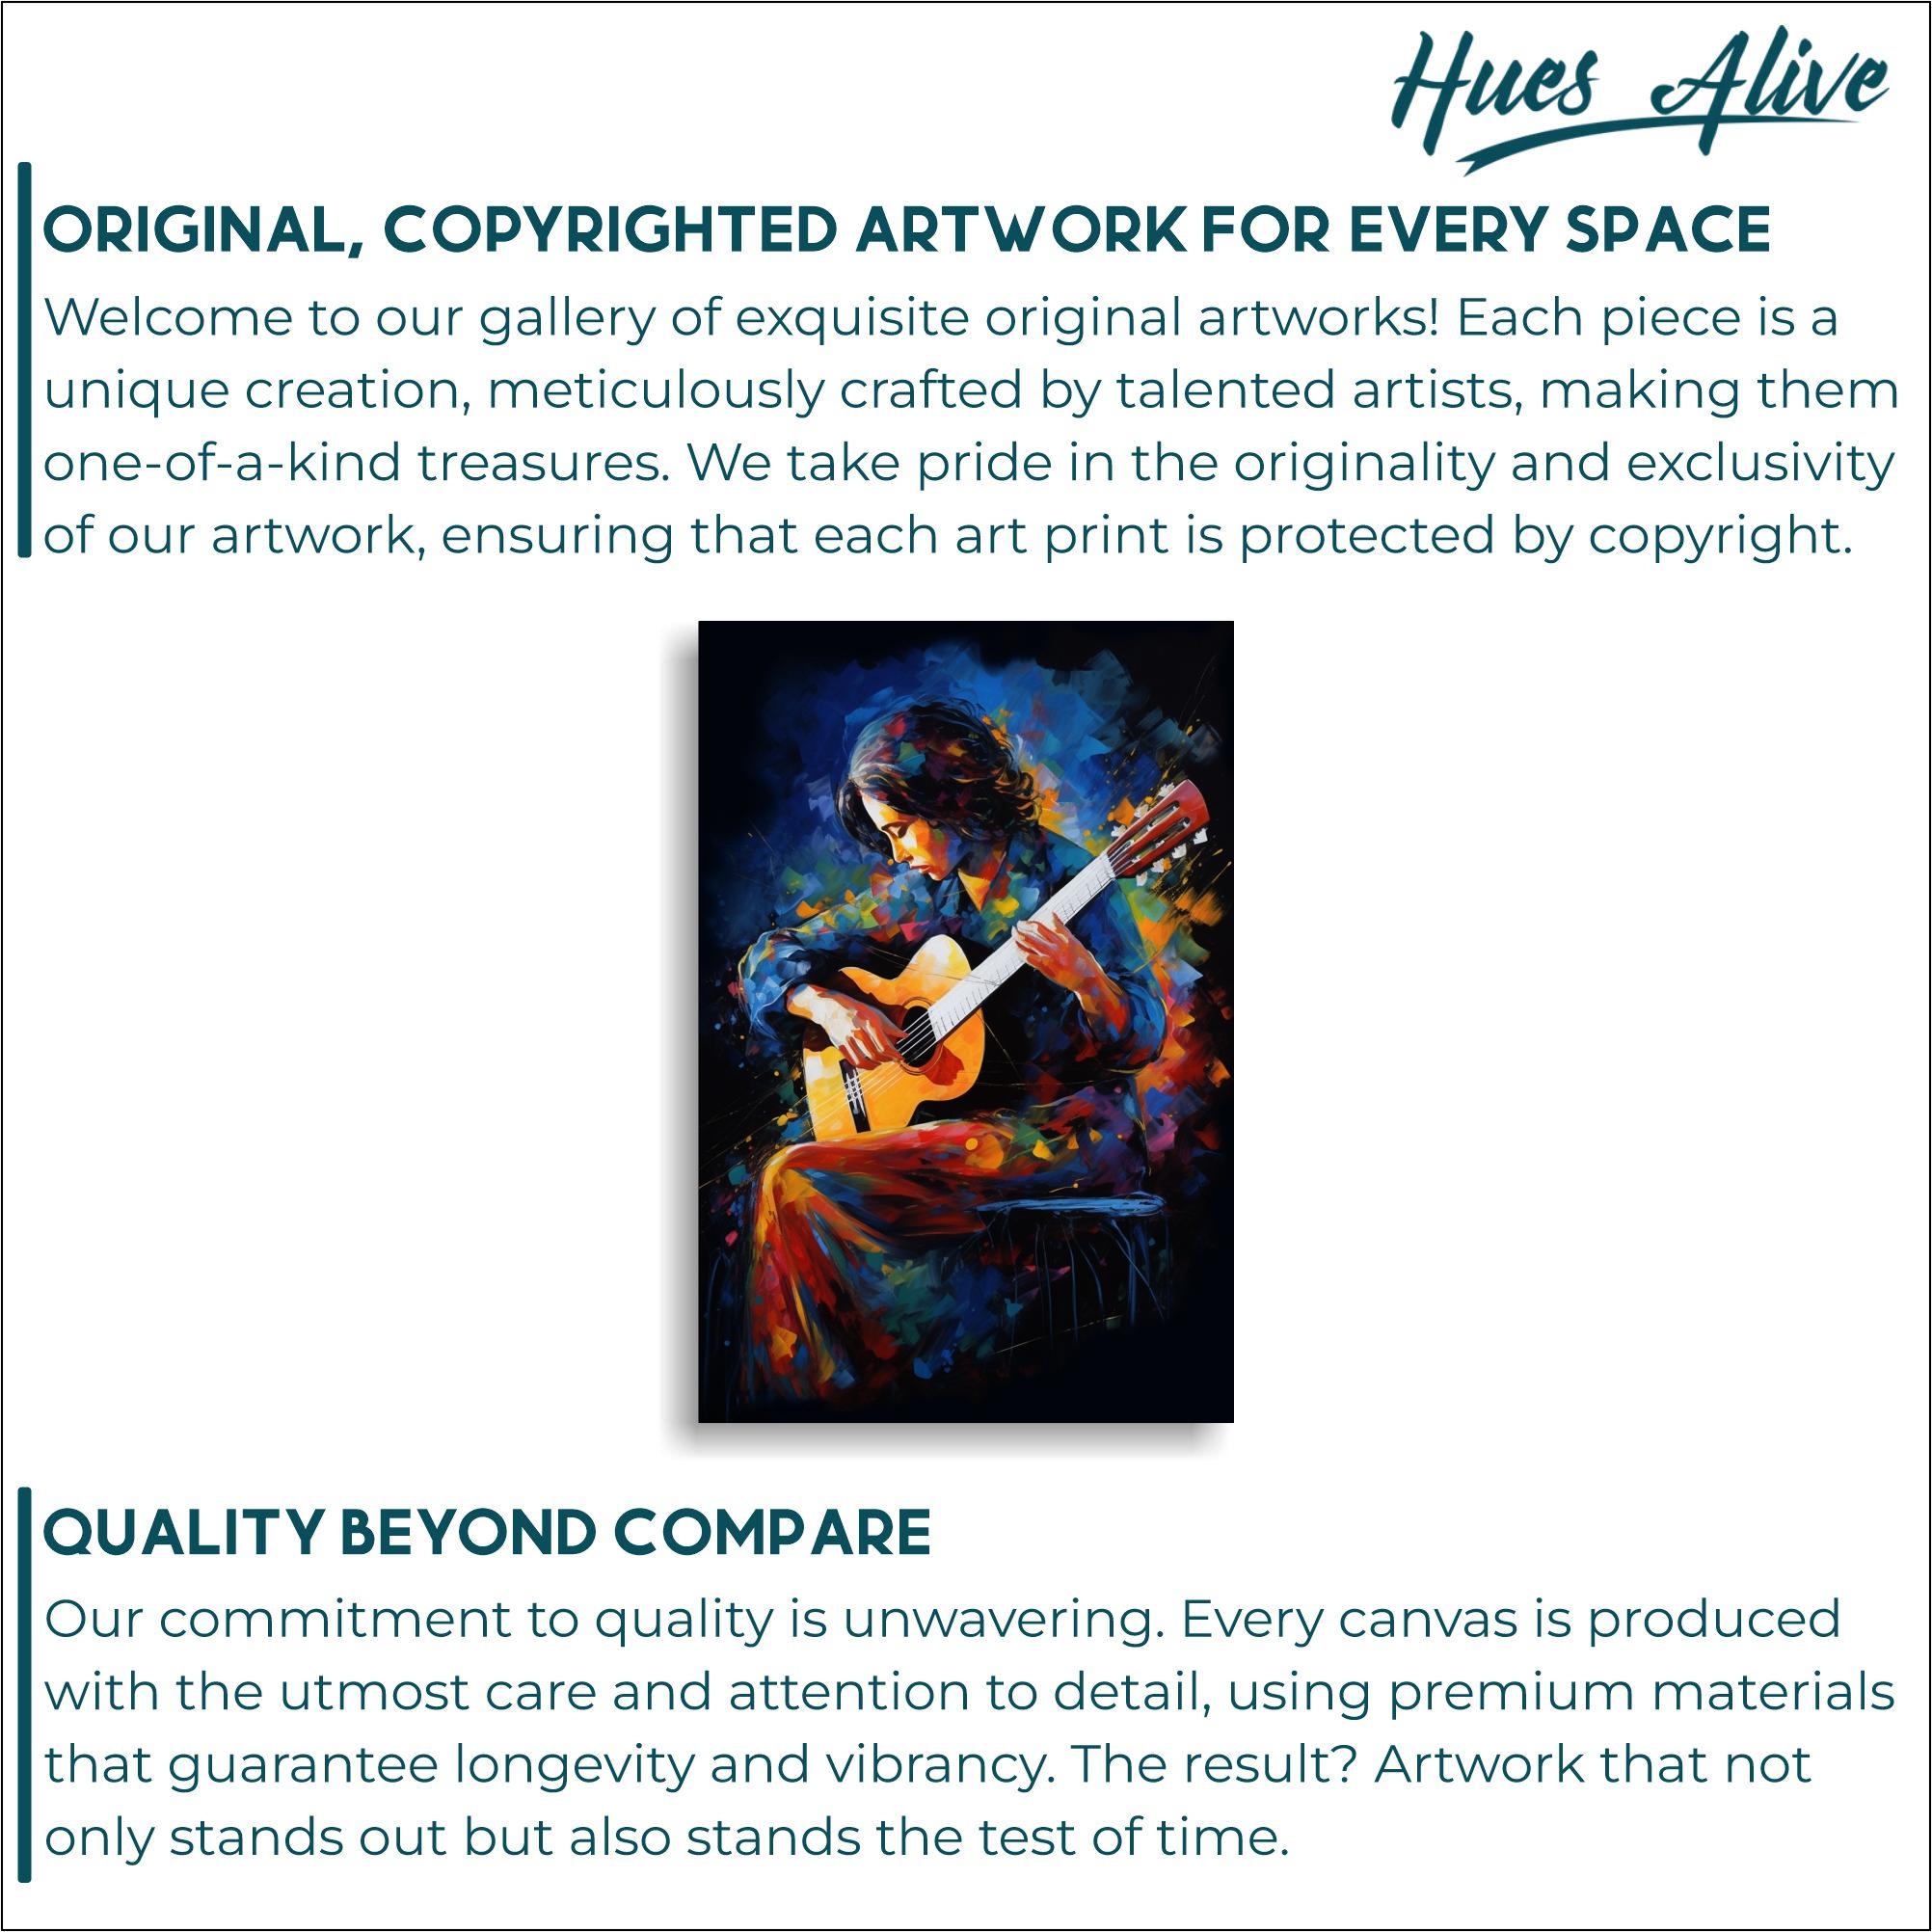 Hues Alive
ORIGINAL, COPYRIGHTED ARTWORK FOR EVERY SPACE
Welcome to our gallery of exquisite original artworks! Each piece is a
unique creation, meticulously crafted by talented artists, making them
one-of-a-kind treasures. We take pride in the originality and exclusivity
of our artwork, ensuring that each art print is protected by copyright.
QUALITY BEYOND COMPARE
Our commitment to quality is unwavering. Every canvas is produced
with the utmost care and attention to detail, using premium materials
that guarantee longevity and vibrancy. The result? Artwork that not
only stands out but also stands the test of time.